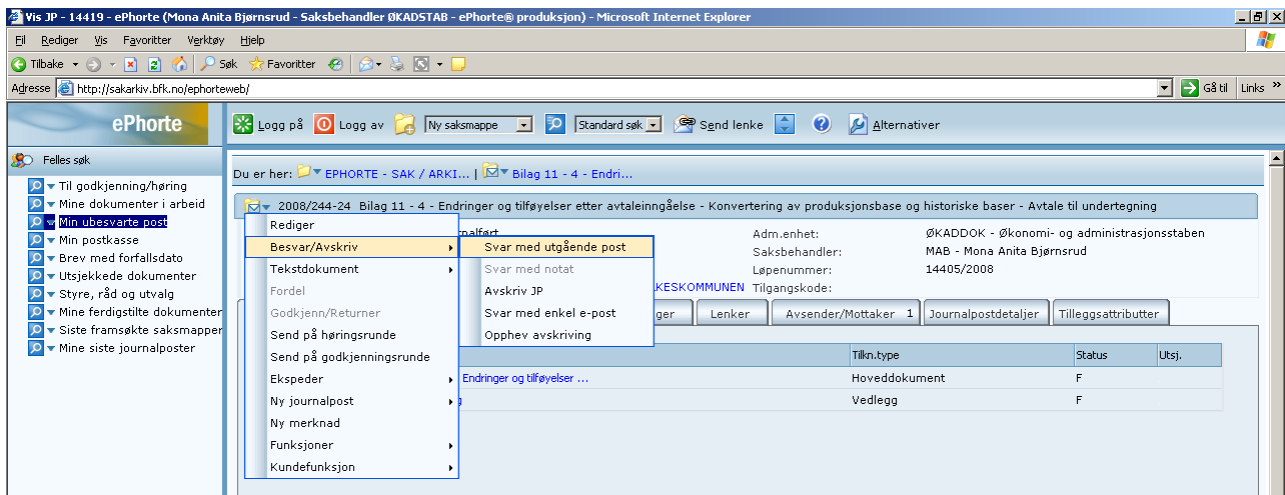 Vis JP - 14419 - ePhorte (Mona Anita Bjørnsrud - Saksbehandler ØKADSTAB - ePhorte® produksjon) - Microsoft Internet Explorer
Fil Rediger Vis Favoritter Verktøy Hjelp
Tilbake Søk Favoritter
Adresse http://sakarkiv.bfk.no/ephorteweb/ Gå til Links »
ePhorte
Logg på Logg av Ny saksmappe Standard søk Send lenke Alternativer
Felles søk
Til godkjenning/høring
Mine dokumenter i arbeid
Min ubesvarte post
Min postkasse
Brev med forfallsdato
Utsjekkede dokumenter
Styre, råd og utvalg
Mine ferdigstilte dokumenter
Siste framsøkte saksmapper
Mine siste journalposter
Du er her: EPHORTE - SAK / ARKI... | Bilag 11 - 4 - Endri...
2008/244-24 Bilag 11 - 4 - Endringer og tilføyelser etter avtaleinngåelse - Konvertering av produksjonsbase og historiske baser - Avtale til undertegning
Rediger
Besvar/Avskriv
Tekstdokument
Fordel
Godkjenn/Returner
Send på høringsrunde
Send på godkjenningsrunde
Ekspeder
Ny journalpost
Ny merknad
Funksjoner
Kundefunksjon
Svar med utgående post
Svar med notat
Avskriv JP
Svar med enkel e-post
Opphev avskriving
Adm.enhet: ØKADDOK - Økonomi- og administrasjonsstaben
Saksbehandler: MAB - Mona Anita Bjørnsrud
Løpenummer: 14405/2008
KESKOMMUNEN Tilgangskode:
ger Lenker Avsender/Mottaker 1 Journalpostdetaljer Tilleggsattributter
Tilkn.type Status Utsj.
Endringer og tilføyelser ... Hoveddokument F
g Vedlegg F